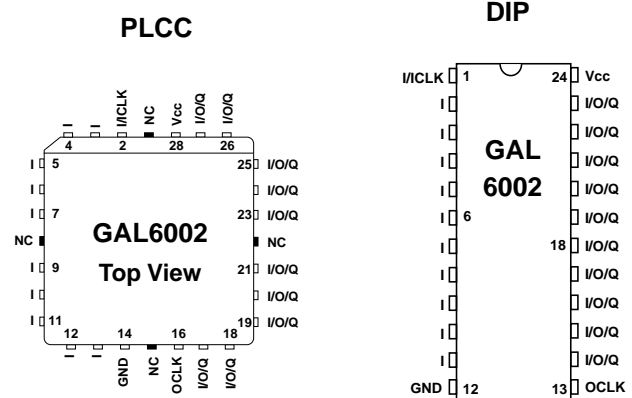 PLCC
I
I
I/ICLK
NC
Vcc
I/O/Q
I/O/Q
4
2
28
26
I 5 25 I/O/Q
I I/O/Q
I 7 23 I/O/Q
NC GAL6002 NC
I 9 Top View 21 I/O/Q
I I/O/Q
I 11 19 I/O/Q
12
14
16
18
I
I
GND
NC
OCLK
I/O/Q
I/O/Q
DIP
I/ICLK 1 24 Vcc
I I/O/Q
I I/O/Q
I GAL I/O/Q
I 6002 I/O/Q
I 6 I/O/Q
I 18 I/O/Q
I I/O/Q
I I/O/Q
I I/O/Q
I I/O/Q
GND 12 13 OCLK